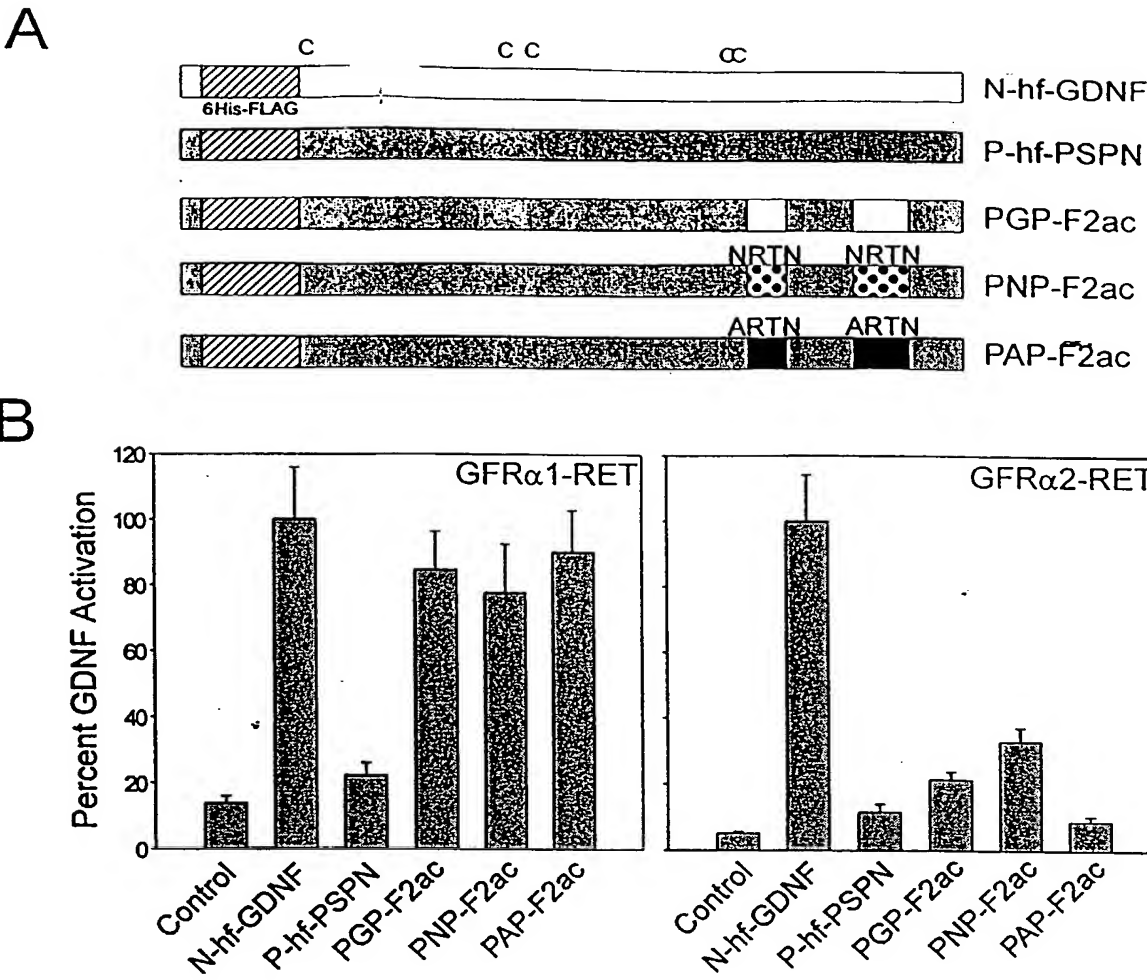 A
C C C CC
N-hf-GDNF
6His-FLAG
P-hf-PSPN
PGP-F2ac
NRTN NRTN
PNP-F2ac
ARTN ARTN
PAP-F2ac
B
Percent GDNF Activation
120
100
80
60
40
20
0
GFRα1-RET
GFRα2-RET
Control
N-hf-GDNF
P-hf-PSPN
PGP-F2ac
PNP-F2ac
PAP-F2ac
Control
N-hf-GDNF
P-hf-PSPN
PGP-F2ac
PNP-F2ac
PAP-F2ac